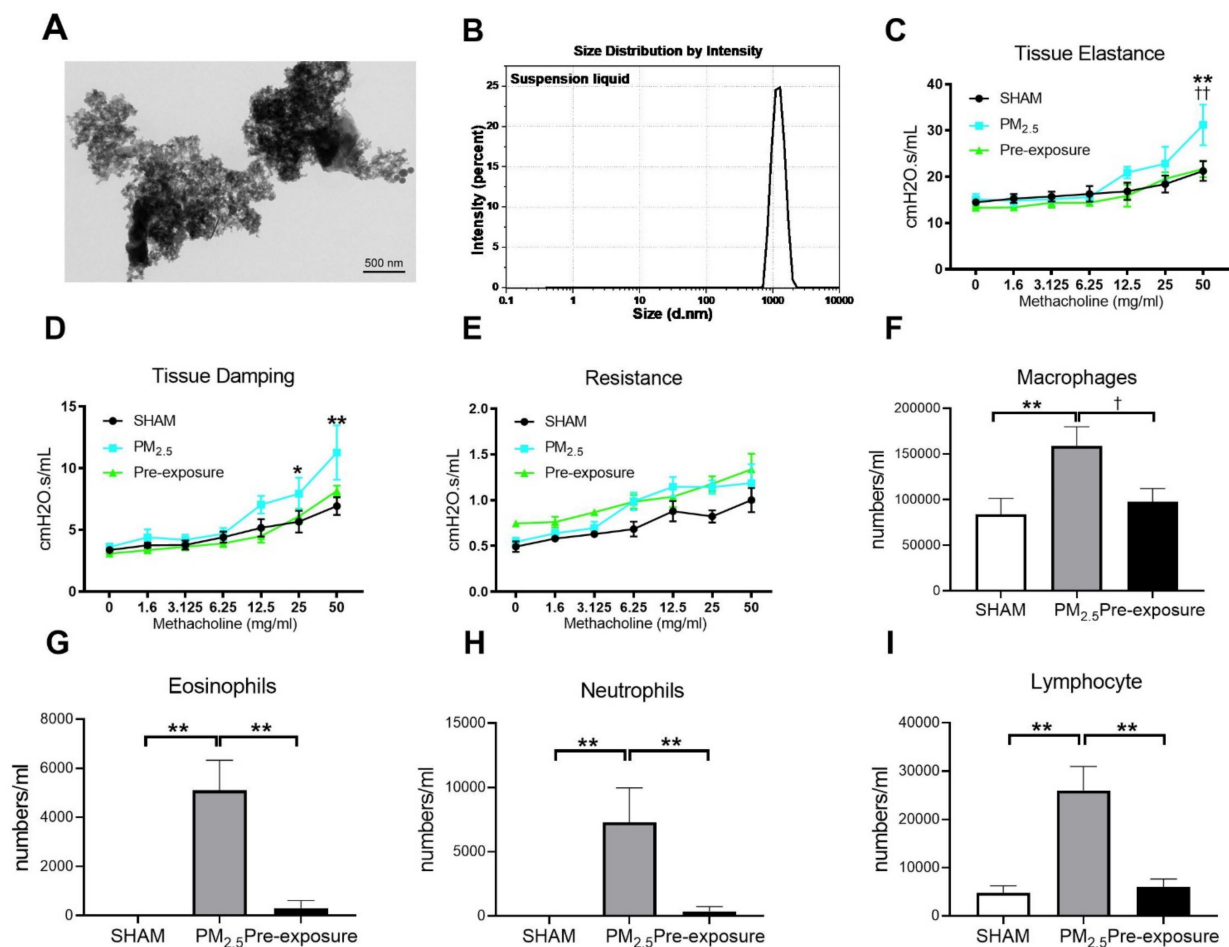 A
500 nm
B
Size Distribution by Intensity
Suspension liquid
Intensity (percent)
25
20
15
10
5
0
0.1 1 10 100 1000 10000
Size (d.nm)
C
Tissue Elastance
SHAM
PM2.5
Pre-exposure
**
††
cmH2O.s/mL
40
30
20
10
0
0 1.6 3.125 6.25 12.5 25 50
Methacholine (mg/ml)
D
Tissue Damping
SHAM
PM2.5
Pre-exposure
*
**
cmH2O.s/mL
15
10
5
0
0 1.6 3.125 6.25 12.5 25 50
Methacholine (mg/ml)
E
Resistance
SHAM
PM2.5
Pre-exposure
cmH2O.s/mL
2.0
1.5
1.0
0.5
0.0
0 1.6 3.125 6.25 12.5 25 50
Methacholine (mg/ml)
F
Macrophages
** †
numbers/ml
200000
150000
100000
50000
0
SHAM PM2.5 Pre-exposure
G
Eosinophils
** **
numbers/ml
8000
6000
4000
2000
0
SHAM PM2.5 Pre-exposure
H
Neutrophils
** **
numbers/ml
15000
10000
5000
0
SHAM PM2.5 Pre-exposure
I
Lymphocyte
** **
numbers/ml
40000
30000
20000
10000
0
SHAM PM2.5 Pre-exposure